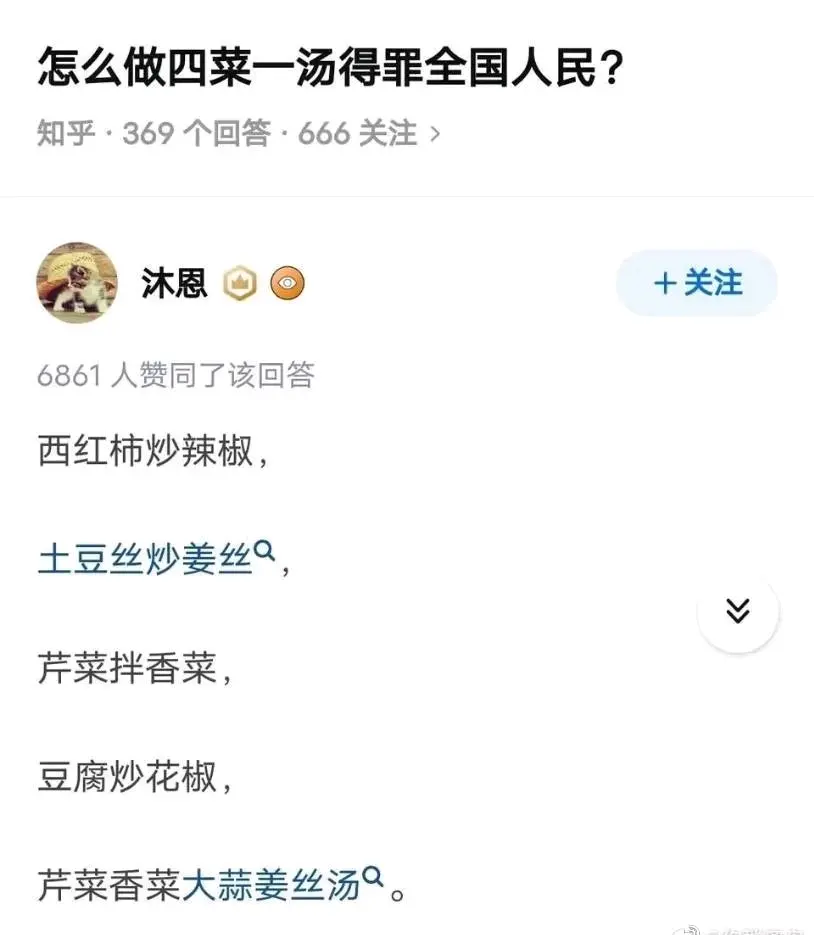 怎么做四菜一汤得罪全国人民?
知乎 · 369 个回答 · 666 关注 >
沐恩
+ 关注
6861 人赞同了该回答
西红柿炒辣椒,
土豆丝炒姜丝,
芹菜拌香菜,
豆腐炒花椒,
芹菜香菜大蒜姜丝汤。